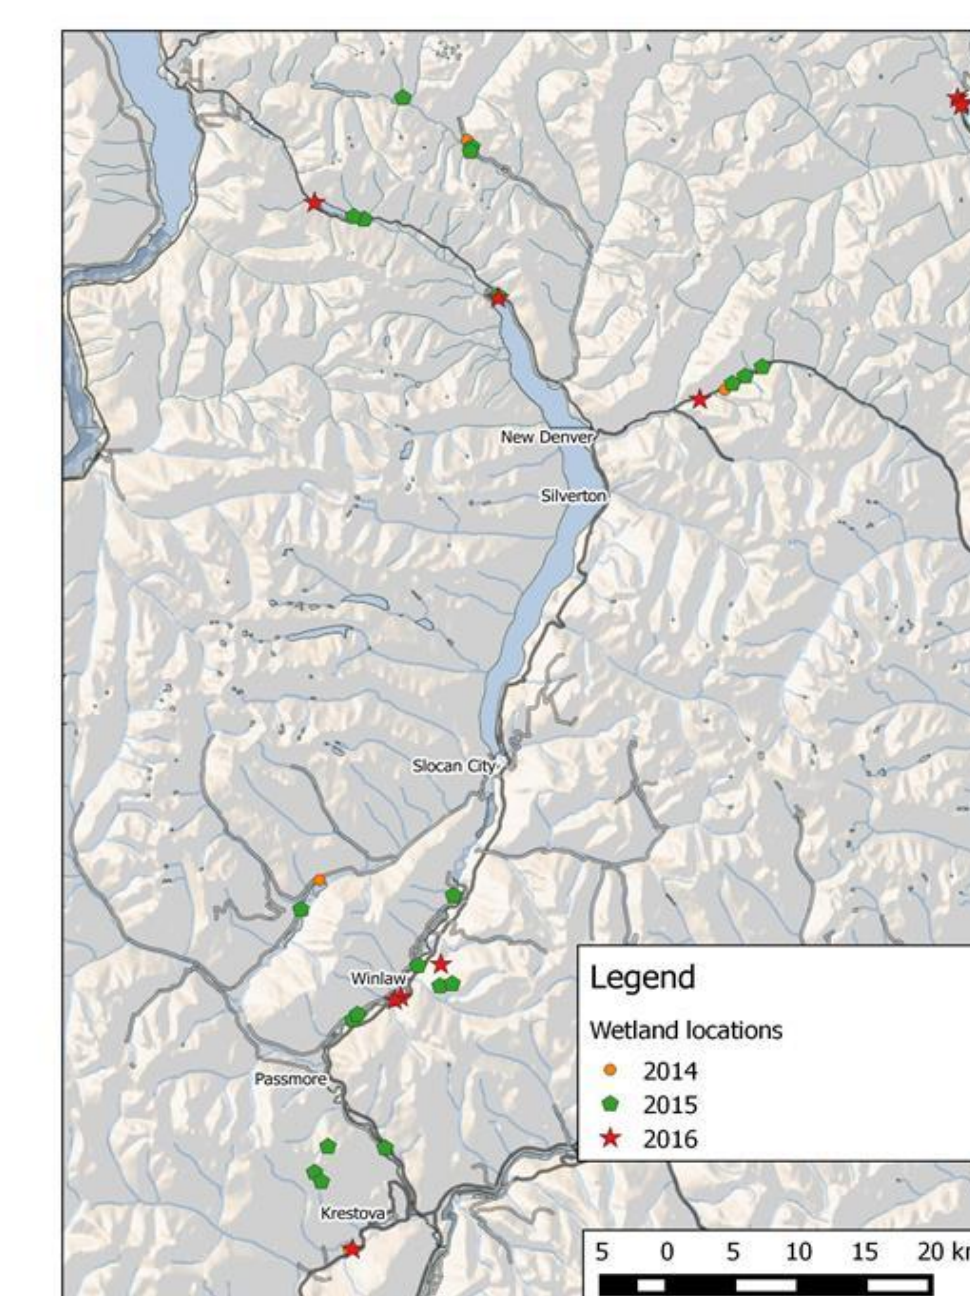 New Denver
Silverton
Slocan City
Winlaw
Passmore
Krestova
Legend
Wetland locations
2014
2015
2016
5 0 5 10 15 20 km